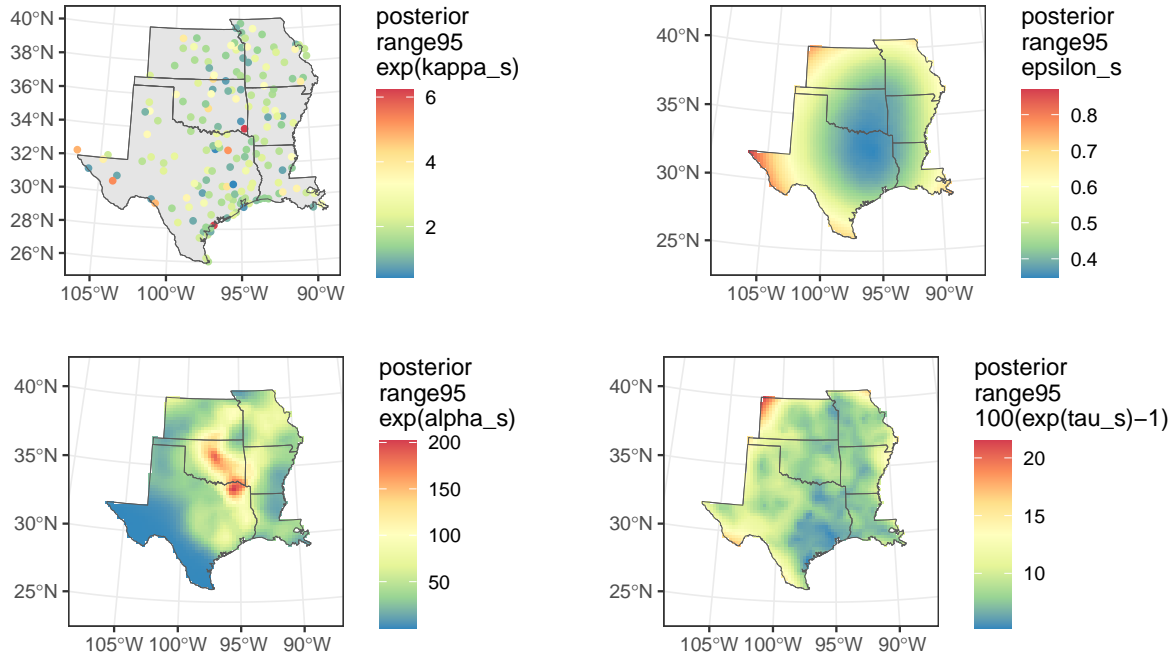 posterior
range95
exp(kappa_s)
6
4
2
40°N
38°N
36°N
34°N
32°N
30°N
28°N
26°N
105°W 100°W 95°W 90°W
posterior
range95
epsilon_s
0.8
0.7
0.6
0.5
0.4
40°N
35°N
30°N
25°N
105°W 100°W 95°W 90°W
posterior
range95
exp(alpha_s)
200
150
100
50
40°N
35°N
30°N
25°N
105°W 100°W 95°W 90°W
posterior
range95
100(exp(tau_s)−1)
20
15
10
40°N
35°N
30°N
25°N
105°W 100°W 95°W 90°W